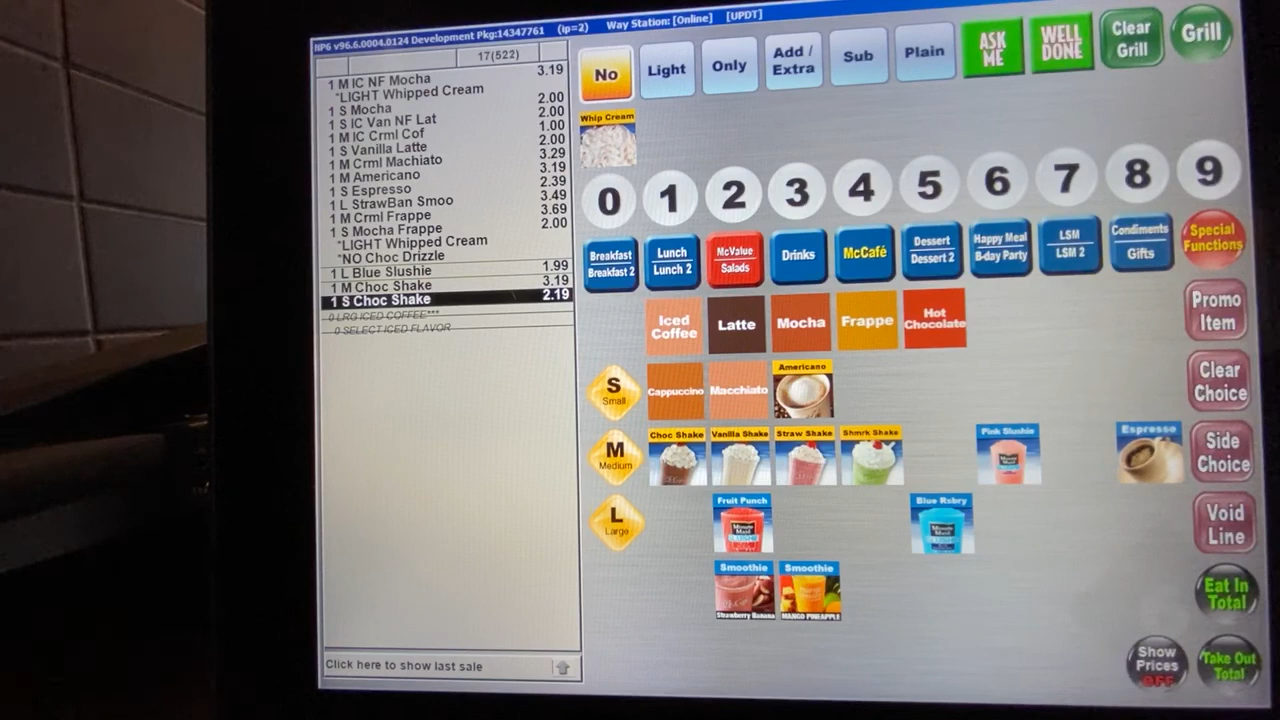 NP6 v96.6.0004.0124 Development Pkg:14347761 (ip=2) Way Station: [Online] [UPDT]
17(522)
1 M IC NF Mocha 3.19
*LIGHT Whipped Cream
1 S Mocha 2.00
1 S IC Van NF Lat 2.00
1 M IC Crml Cof 1.00
1 S Vanilla Latte 2.00
1 M Crml Machiato 3.29
1 M Americano 3.19
1 S Espresso 2.39
1 L StrawBan Smoo 3.49
1 M Crml Frappe 3.69
1 S Mocha Frappe 2.00
*LIGHT Whipped Cream
*NO Choc Drizzle
1 L Blue Slushie 1.99
1 M Choc Shake 3.19
1 S Choc Shake 2.19
0 LRG ICED COFFEE***
0 SELECT ICED FLAVOR
Click here to show last sale
No
Light
Only
Add /
Extra
Sub
Plain
ASK
ME
WELL
DONE
Clear
Grill
Grill
Whip Cream
0 1 2 3 4 5 6 7 8 9
Breakfast
Breakfast 2
Lunch
Lunch 2
McValue
Salads
Drinks
McCafé
Dessert
Dessert 2
Happy Meal
B-day Party
LSM
LSM 2
Condiments
Gifts
Special
Functions
Iced
Coffee
Latte
Mocha
Frappe
Hot
Chocolate
Promo
Item
S
Small
Cappuccino
Macchiato
Americano
Clear
Choice
M
Medium
Choc Shake
Vanilla Shake
Straw Shake
Shmrk Shake
Pink Slushie
Espresso
Side
Choice
L
Large
Fruit Punch
Minute
Maid
Blue Rsbry
Minute
Maid
Void
Line
Smoothie
Strawberry Banana
Smoothie
MANGO PINEAPPLE
Eat In
Total
Show
Prices
OFF
Take Out
Total